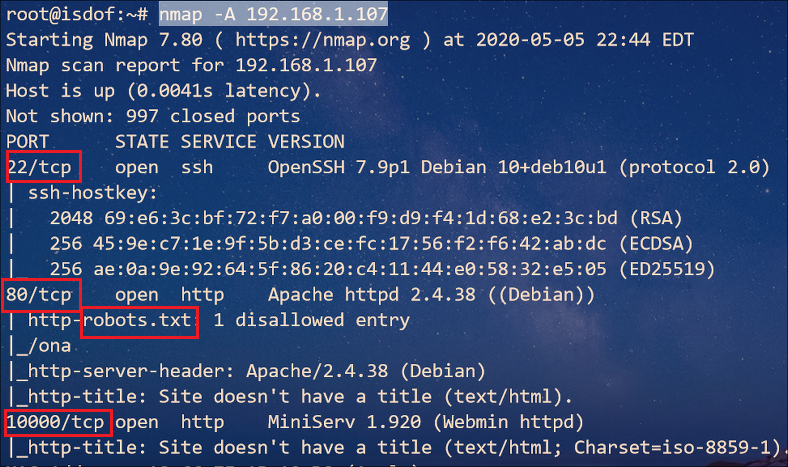 root@isdof:~# nmap -A 192.168.1.107
Starting Nmap 7.80 ( https://nmap.org ) at 2020-05-05 22:44 EDT
Nmap scan report for 192.168.1.107
Host is up (0.0041s latency).
Not shown: 997 closed ports
PORT STATE SERVICE VERSION
22/tcp open ssh OpenSSH 7.9p1 Debian 10+deb10u1 (protocol 2.0)
| ssh-hostkey:
| 2048 69:e6:3c:bf:72:f7:a0:00:f9:d9:f4:1d:68:e2:3c:bd (RSA)
| 256 45:9e:c7:1e:9f:5b:d3:ce:fc:17:56:f2:f6:42:ab:dc (ECDSA)
|_ 256 ae:0a:9e:92:64:5f:86:20:c4:11:44:e0:58:32:e5:05 (ED25519)
80/tcp open http Apache httpd 2.4.38 ((Debian))
| http-robots.txt: 1 disallowed entry
|_/ona
|_http-server-header: Apache/2.4.38 (Debian)
|_http-title: Site doesn't have a title (text/html).
10000/tcp open http MiniServ 1.920 (Webmin httpd)
|_http-title: Site doesn't have a title (text/html; Charset=iso-8859-1).